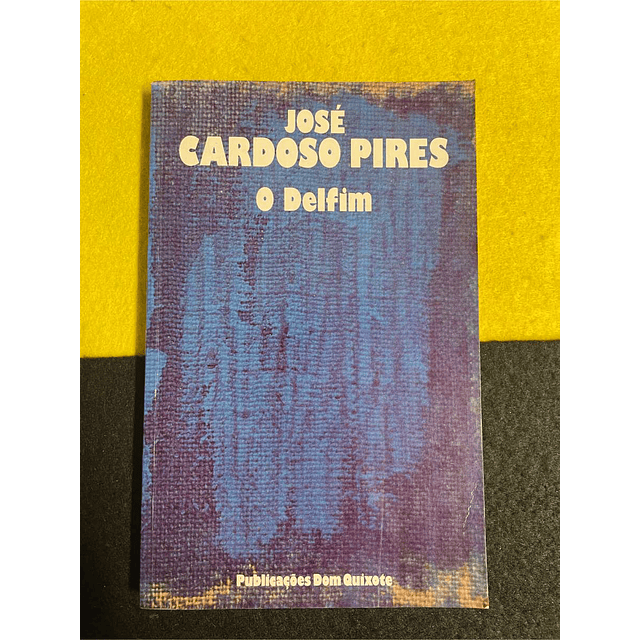 JOSÉ
CARDOSO PIRES
O Delfim
Publicações Dom Quixote